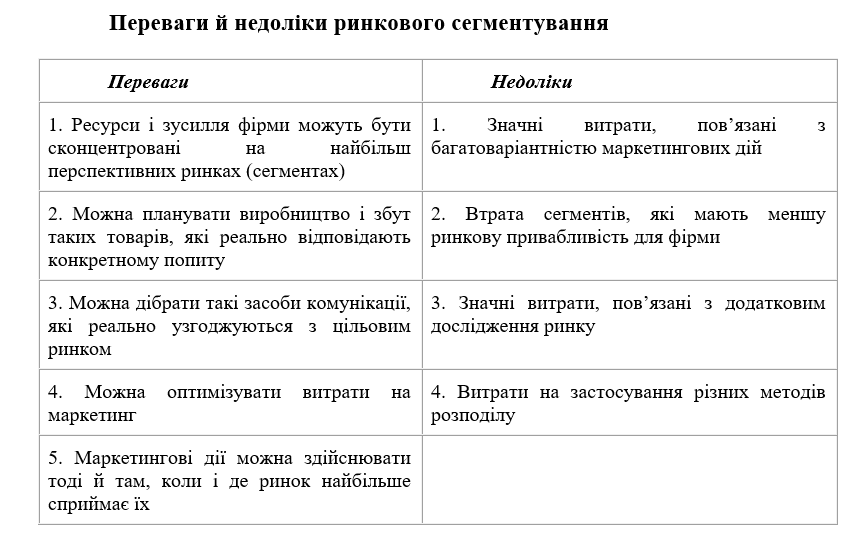 Переваги й недоліки ринкового сегментування
Переваги
Недоліки
1. Ресурси і зусилля фірми можуть бути
сконцентровані на найбільш
перспективних ринках (сегментах)
1. Значні витрати, пов’язані з
багатоваріантністю маркетингових дій
2. Можна планувати виробництво і збут
таких товарів, які реально відповідають
конкретному попиту
2. Втрата сегментів, які мають меншу
ринкову привабливість для фірми
3. Можна дібрати такі засоби комунікації,
які реально узгоджуються з цільовим
ринком
3. Значні витрати, пов’язані з додатковим
дослідження ринку
4. Можна оптимізувати витрати на
маркетинг
4. Витрати на застосування різних методів
розподілу
5. Маркетингові дії можна здійснювати
тоді й там, коли і де ринок найбільше
сприймає їх